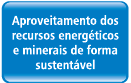 Aproveitamento dos
recursos energéticos
e minerais de forma
sustentável